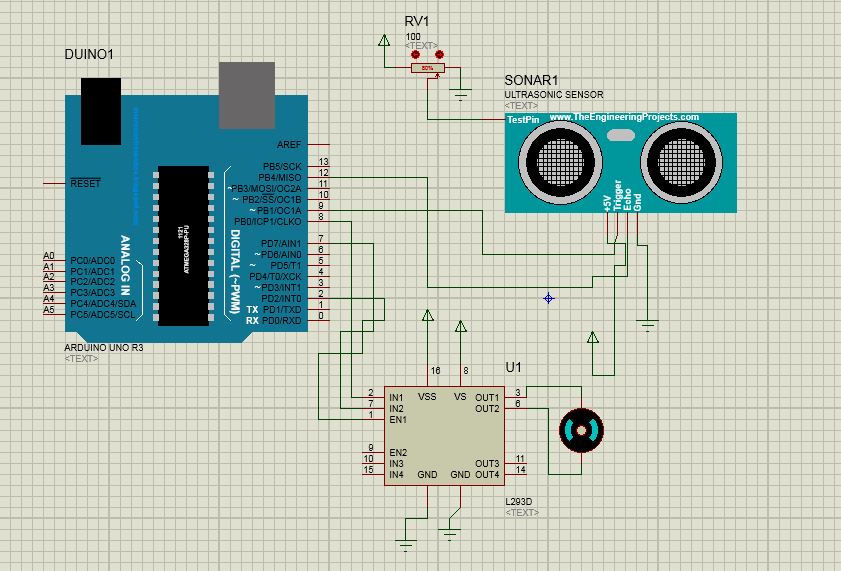 RV1
100
<TEXT>
80%
DUINO1
SONAR1
ULTRASONIC SENSOR
<TEXT>
TestPin www.TheEngineeringProjects.com
+5V
Trigger
Echo
Gnd
AREF
RESET
PB5/SCK 13
PB4/MISO 12
~PB3/MOSI/OC2A 11
~ PB2/SS/OC1B 10
~ PB1/OC1A 9
PB0/ICP1/CLKO 8
PD7/AIN1 7
~ PD6/AIN0 6
~ PD5/T1 5
PD4/T0/XCK 4
~ PD3/INT1 3
PD2/INT0 2
TX PD1/TXD 1
RX PD0/RXD 0
DIGITAL (~PWM)
1121
ATMEGA328P-PU
ANALOG IN
A0 PC0/ADC0
A1 PC1/ADC1
A2 PC2/ADC2
A3 PC3/ADC3
A4 PC4/ADC4/SDA
A5 PC5/ADC5/SCL
ARDUINO UNO R3
<TEXT>
U1
16 8
VSS VS
2 IN1
7 IN2
1 EN1
9 EN2
10 IN3
15 IN4
OUT1 3
OUT2 6
OUT3 11
OUT4 14
GND GND
L293D
<TEXT>